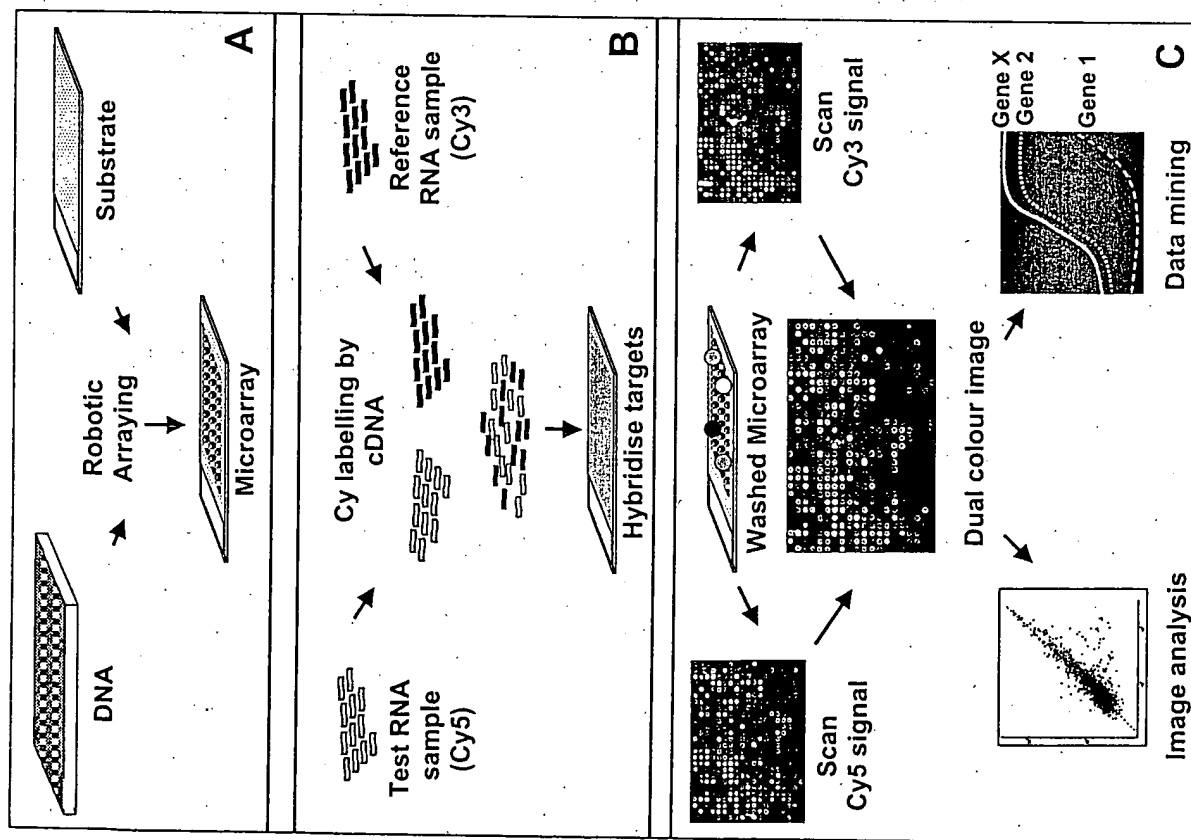 DNA
Substrate
Robotic
Arraying
Microarray
A
Test RNA
sample
(Cy5)
Cy labelling by
cDNA
Reference
RNA sample
(Cy3)
Hybridise targets
B
Washed Microarray
Scan
Cy5 signal
Scan
Cy3 signal
Dual colour image
Gene X
Gene 2
Gene 1
Image analysis
Data mining
C